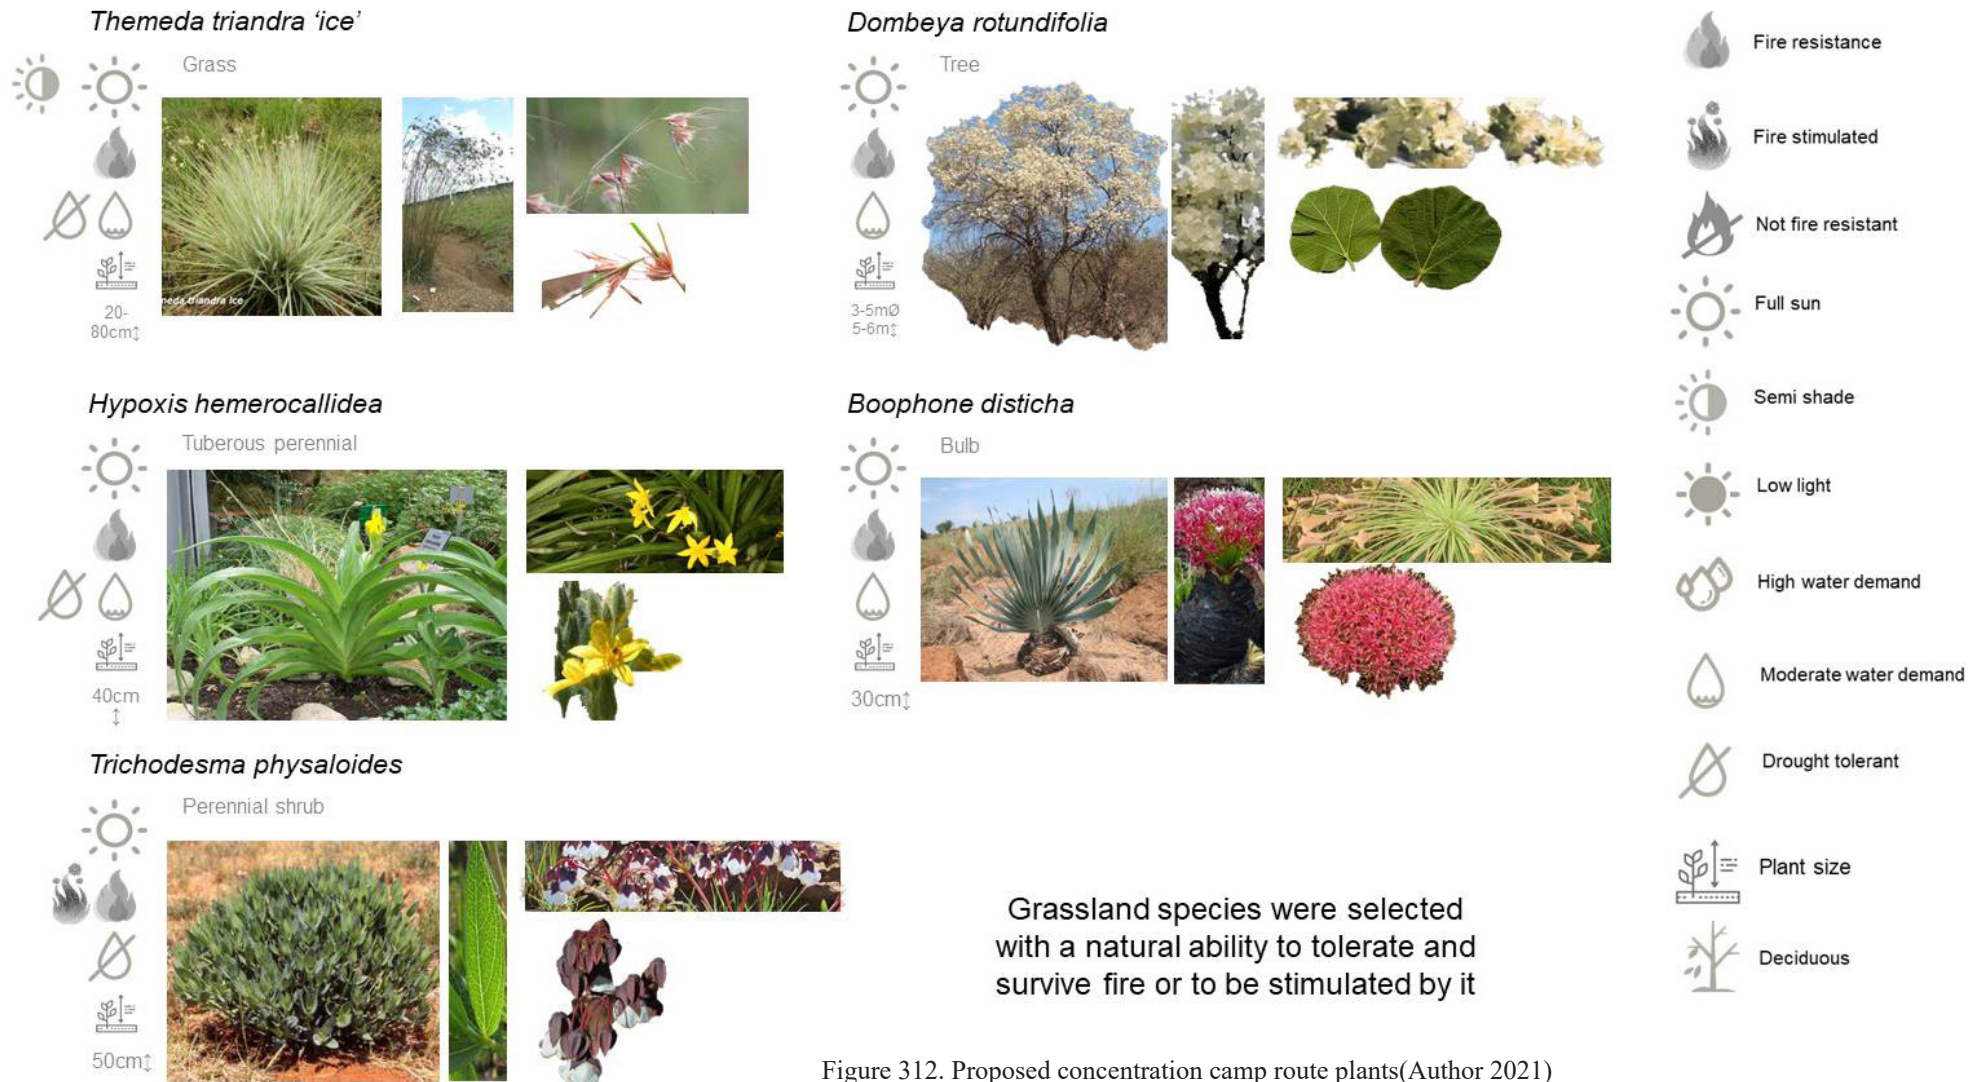 Themeda triandra ‘ice’
Grass
meda triandra ice
20-
80cm↕
Dombeya rotundifolia
Tree
3-5mØ
5-6m↕
Hypoxis hemerocallidea
Tuberous perennial
40cm
↕
Boophone disticha
Bulb
30cm↕
Trichodesma physaloides
Perennial shrub
50cm↕
Grassland species were selected
with a natural ability to tolerate and
survive fire or to be stimulated by it
Fire resistance
Fire stimulated
Not fire resistant
Full sun
Semi shade
Low light
High water demand
Moderate water demand
Drought tolerant
Plant size
Deciduous
Figure 312. Proposed concentration camp route plants(Author 2021)